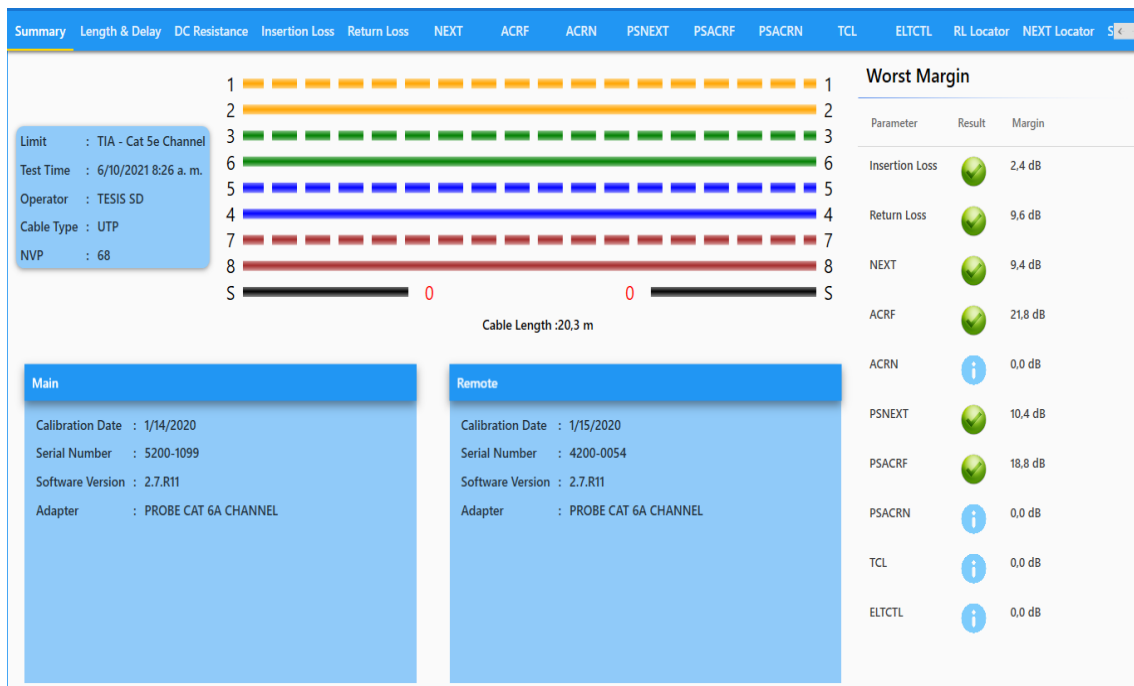 Summary Length & Delay DC Resistance Insertion Loss Return Loss NEXT ACRF ACRN PSNEXT PSACRF PSACRN TCL ELTCTL RL Locator NEXT Locator S
Limit : TIA - Cat 5e Channel
Test Time : 6/10/2021 8:26 a. m.
Operator : TESIS SD
Cable Type : UTP
NVP : 68
1 1
2 2
3 3
6 6
5 5
4 4
7 7
8 8
S 0 0 S
Cable Length :20,3 m
Main
Calibration Date : 1/14/2020
Serial Number : 5200-1099
Software Version : 2.7.R11
Adapter : PROBE CAT 6A CHANNEL
Remote
Calibration Date : 1/15/2020
Serial Number : 4200-0054
Software Version : 2.7.R11
Adapter : PROBE CAT 6A CHANNEL
Worst Margin
Parameter Result Margin
Insertion Loss 2,4 dB
Return Loss 9,6 dB
NEXT 9,4 dB
ACRF 21,8 dB
ACRN i 0,0 dB
PSNEXT 10,4 dB
PSACRF 18,8 dB
PSACRN i 0,0 dB
TCL i 0,0 dB
ELTCTL i 0,0 dB